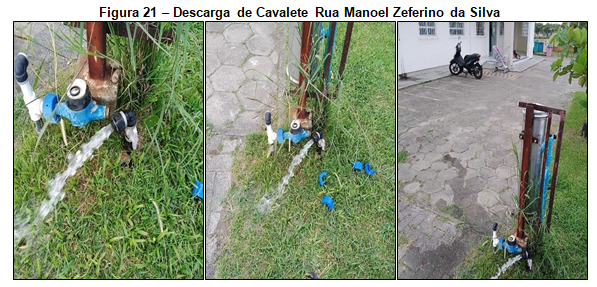 Figura 21 – Descarga de Cavalete Rua Manoel Zeferino da Silva